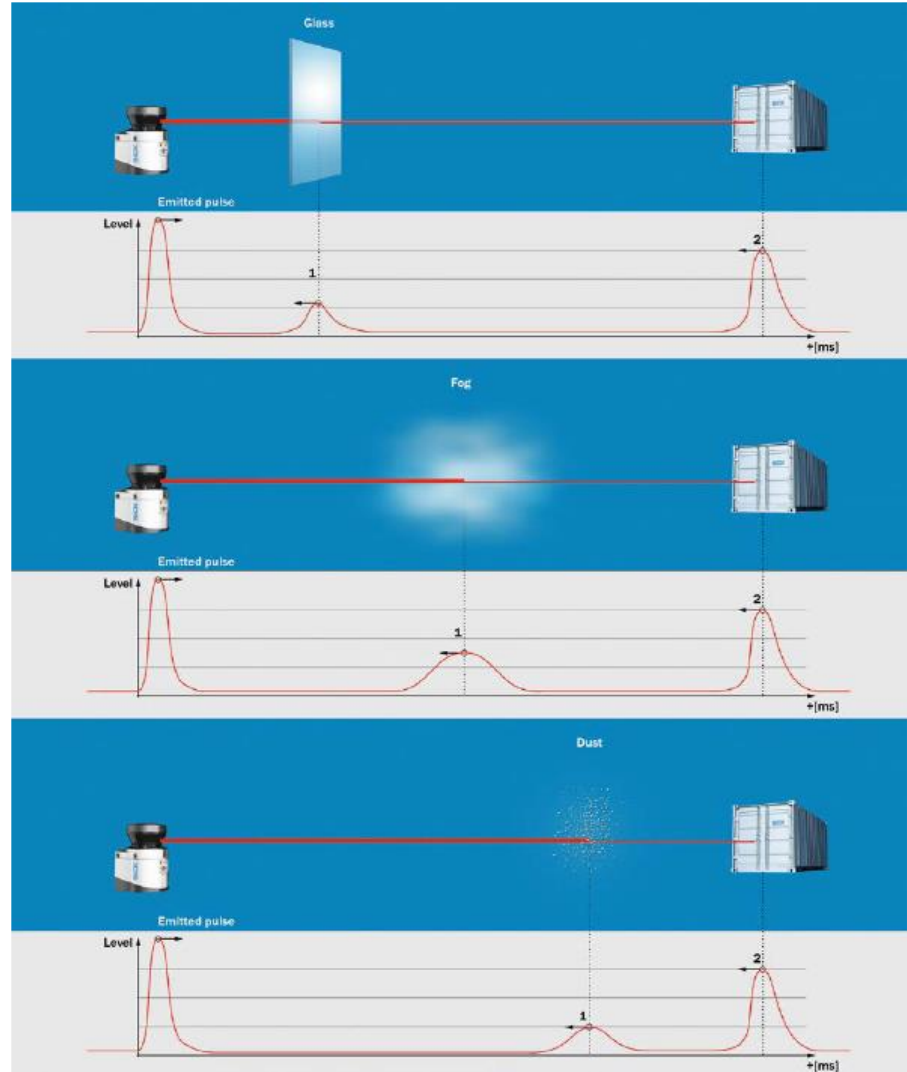 Glass
Emitted pulse
Level
1
2
+[ms]
Fog
Emitted pulse
Level
1
2
+[ms]
Dust
Emitted pulse
Level
1
2
+[ms]